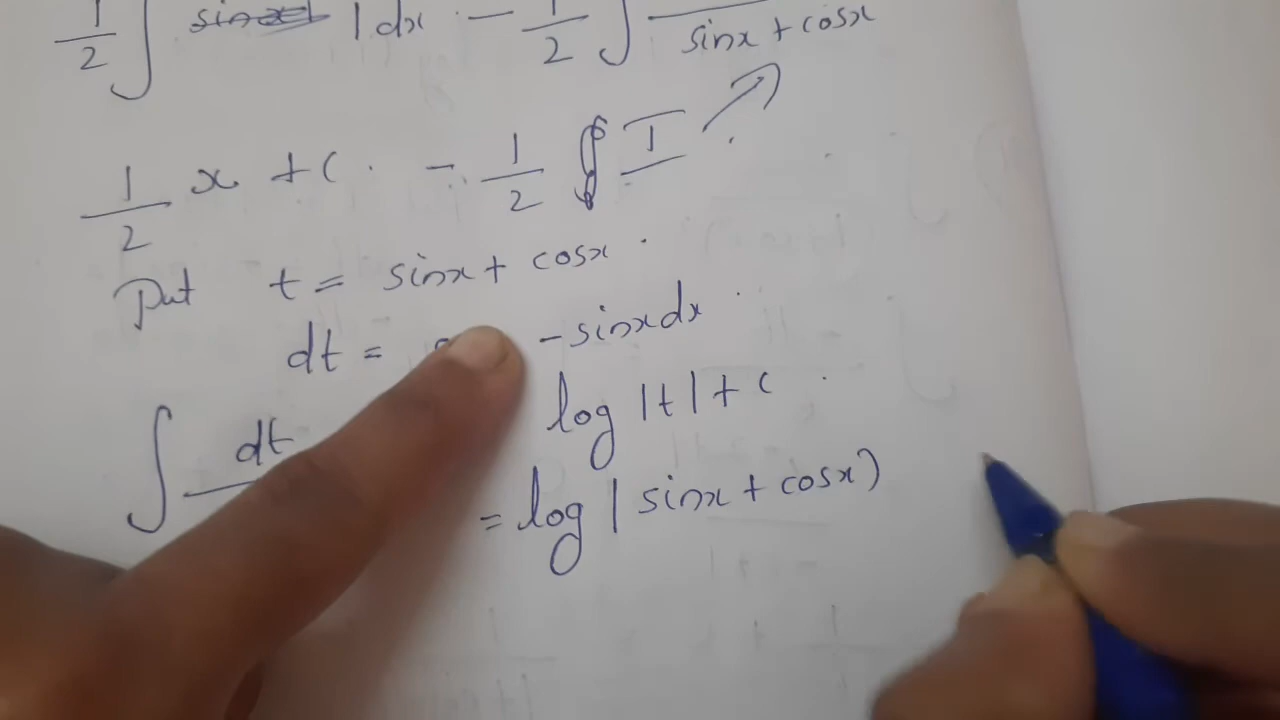 1/2 ∫ 1 dx - 1/2 ∫ / sinx + cosx
1/2 x + c. - 1/2 I
Put t = sinx + cosx
dt = - sinxdx
∫ dt log |t| + c
= log | sinx + cosx)